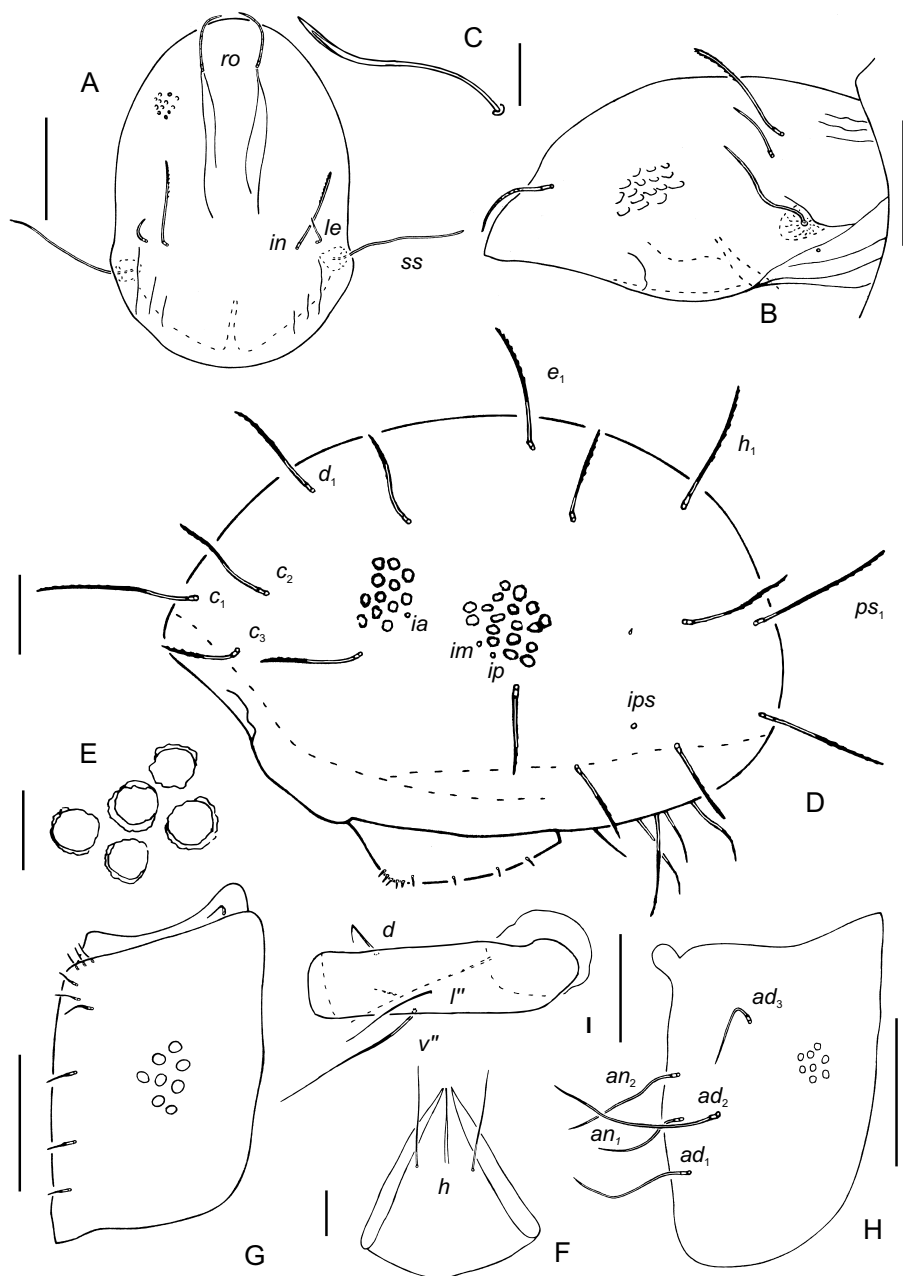 A
ro
C
in
le
ss
B
e₁
d₁
h₁
c₂
c₁
c₃
ia
im
ip
ps₁
ips
E
D
d
l"
I
v"
ad₃
an₂
ad₂
an₁
ad₁
h
G
F
H